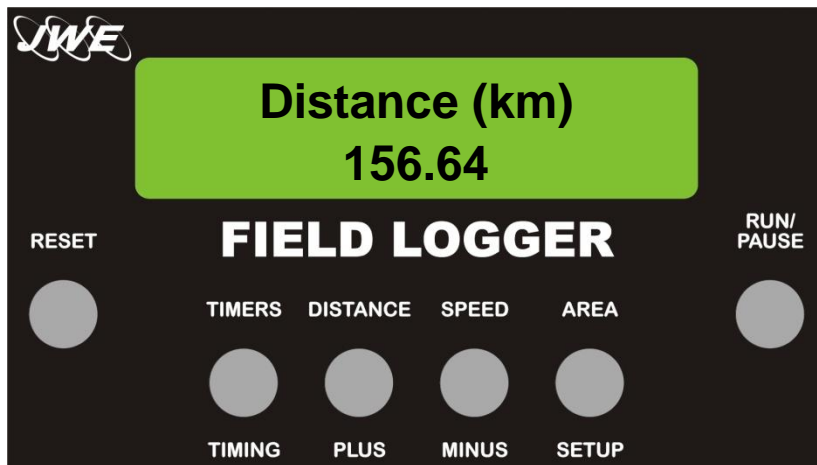 JWE
Distance (km)
156.64
FIELD LOGGER
RESET
RUN/
PAUSE
TIMERS DISTANCE SPEED AREA
TIMING PLUS MINUS SETUP